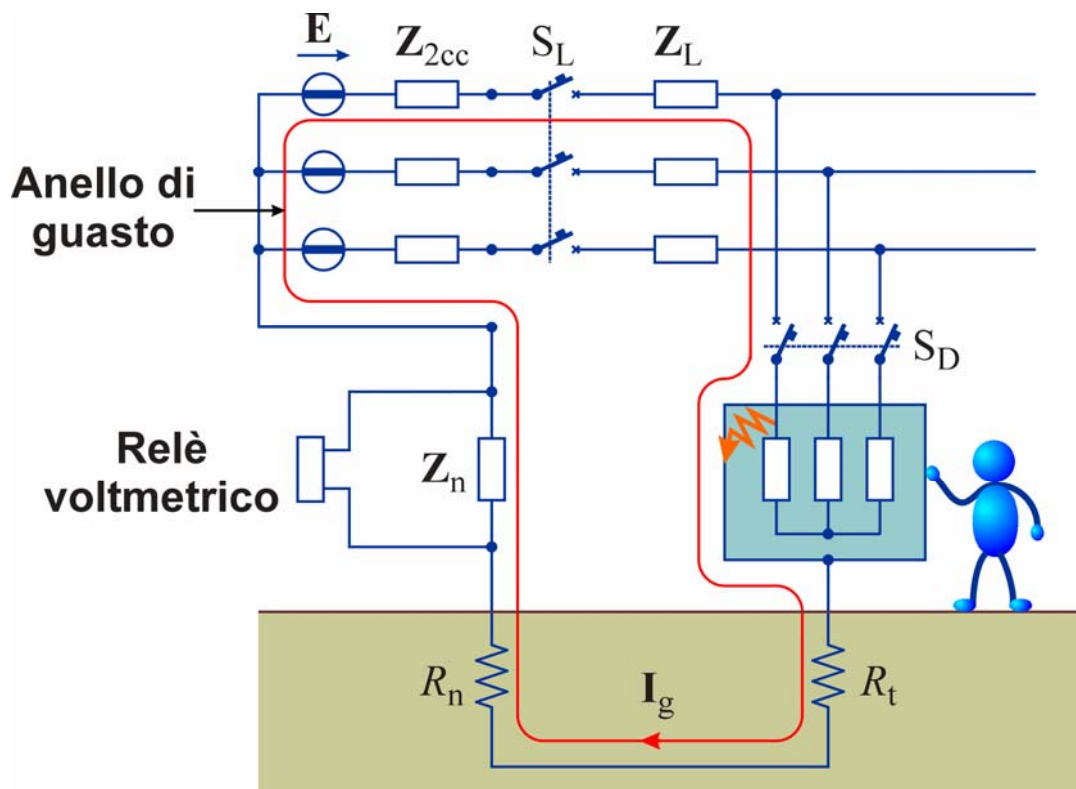 E
Z2cc
SL
ZL
Anello di
guasto
SD
Relè
voltmetrico
Zn
Rn
Ig
Rt